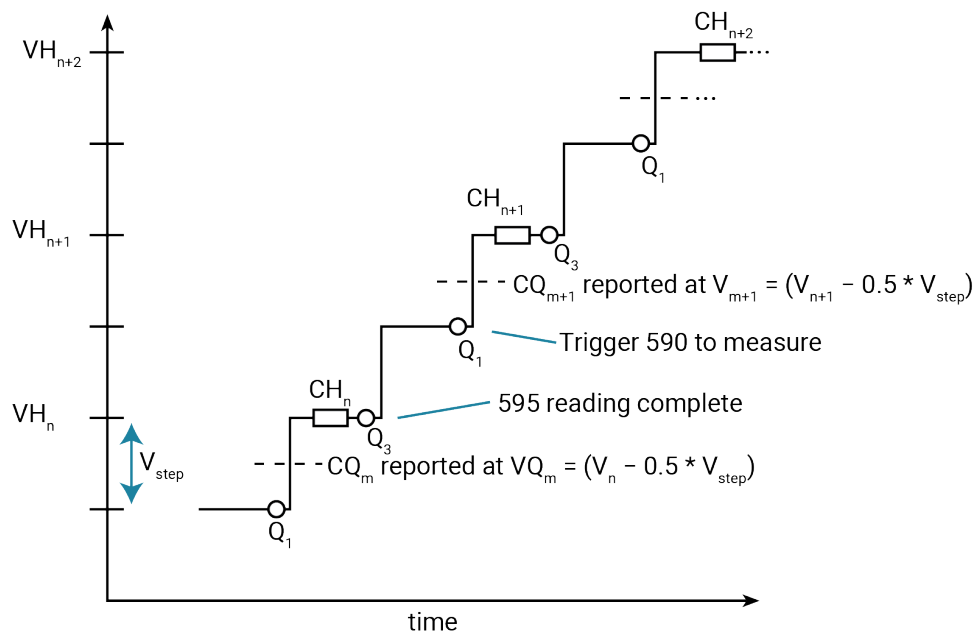 CHₙ₊₂
VHₙ₊₂
Q₁
CHₙ₊₁
VHₙ₊₁
Q₃
CQₘ₊₁ reported at Vₘ₊₁ = (Vₙ₊₁ − 0.5 * Vstep)
Trigger 590 to measure
Q₁
CHₙ
595 reading complete
VHₙ
Q₃
Vstep
CQₘ reported at VQₘ = (Vₙ − 0.5 * Vstep)
Q₁
time